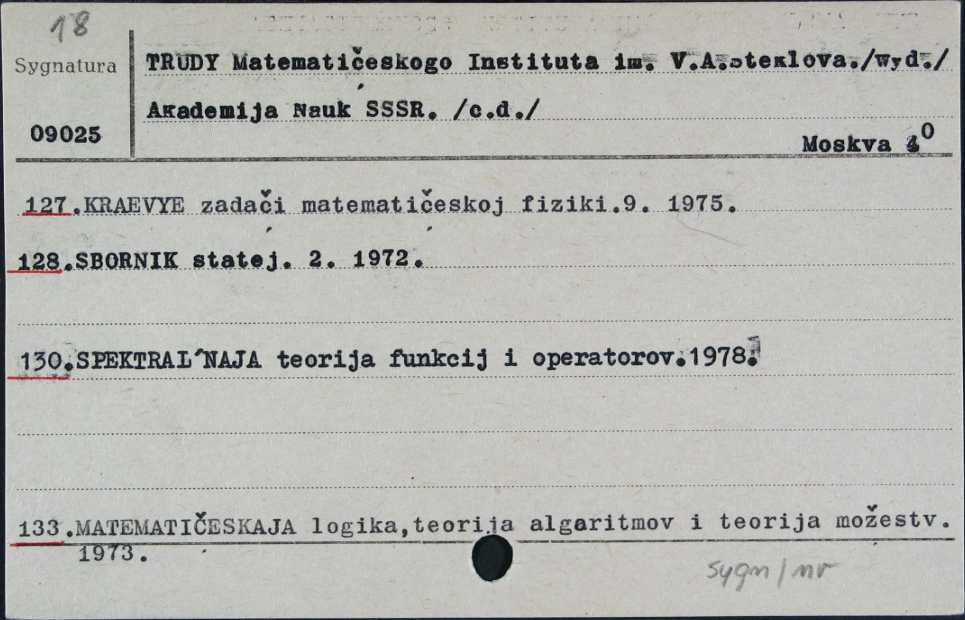 18
Sygnatura
TRUDY Matematičeskogo Instituta im. V.A.Steklova./Wyd./
Akademija Nauk SSSR. /c.d./
09025
Moskva 4⁰
127.KRAEVYE zadači matematičeskoj fiziki.9. 1975.
128.SBORNIK statej. 2. 1972.
130.SPEKTRAL´NAJA teorija funkcij i operatorov.1978.
133.MATEMATIČESKAJA logika,teorija algaritmov i teorija možestv.
1973.
sygn/nr